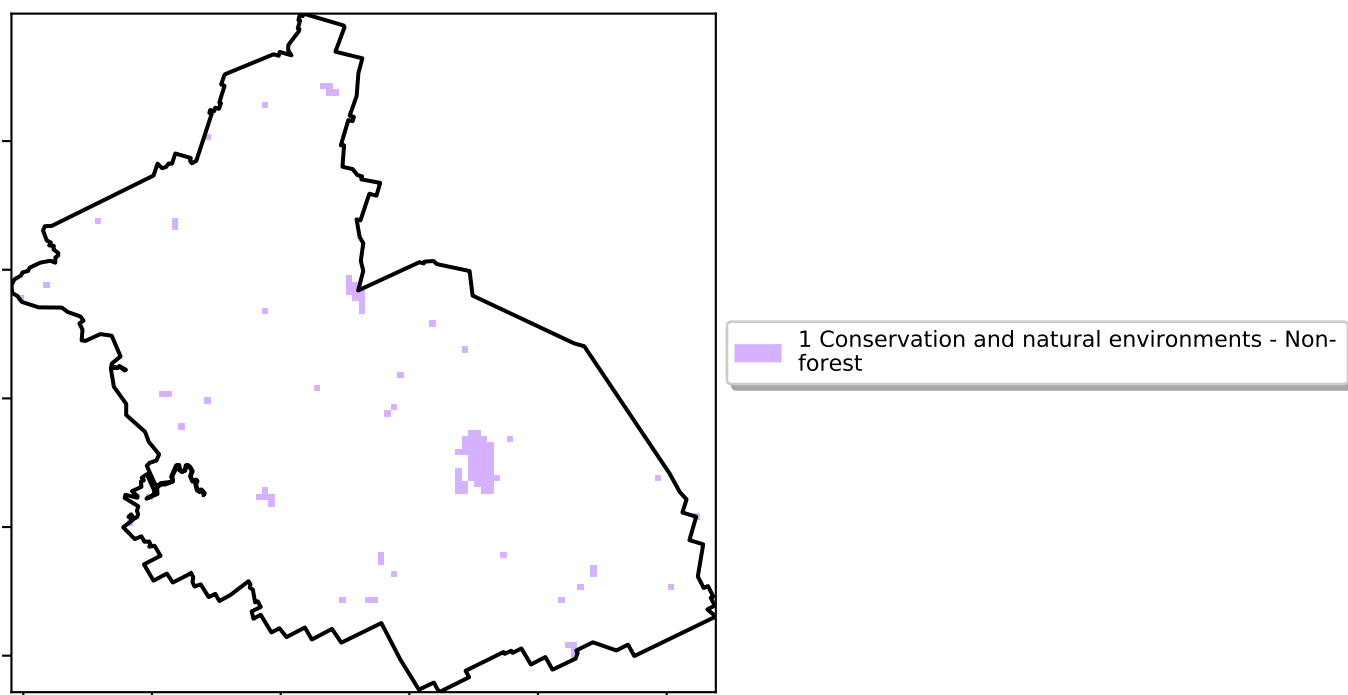 1 Conservation and natural environments - Non-
forest